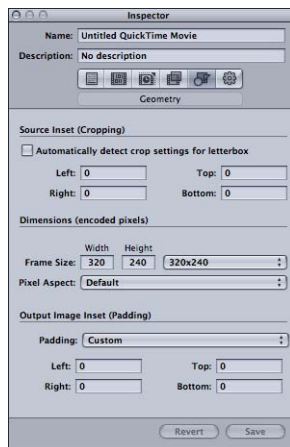 Inspector
Name: Untitled QuickTime Movie
Description: No description
Geometry
Source Inset (Cropping)
Automatically detect crop settings for letterbox
Left: 0 Top: 0
Right: 0 Bottom: 0
Dimensions (encoded pixels)
Width Height
Frame Size: 320 240 320x240
Pixel Aspect: Default
Output Image Inset (Padding)
Padding: Custom
Left: 0 Top: 0
Right: 0 Bottom: 0
Revert Save